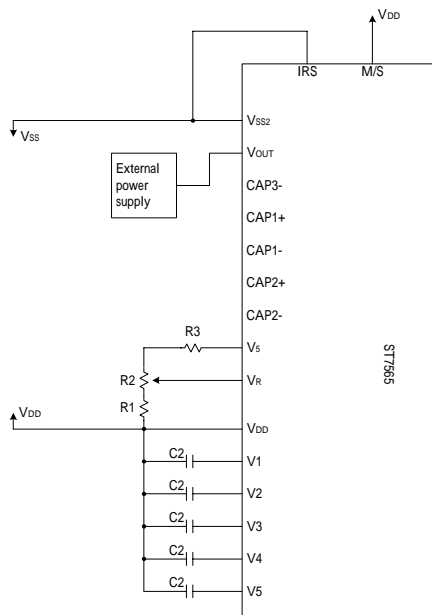 VDD
IRS M/S
VSS
VSS2
External
power
supply
VOUT
CAP3-
CAP1+
CAP1-
CAP2+
CAP2-
R3
V5
R2
VR
R1
VDD
VDD
C2
V1
C2
V2
C2
V3
C2
V4
C2
V5
ST7565